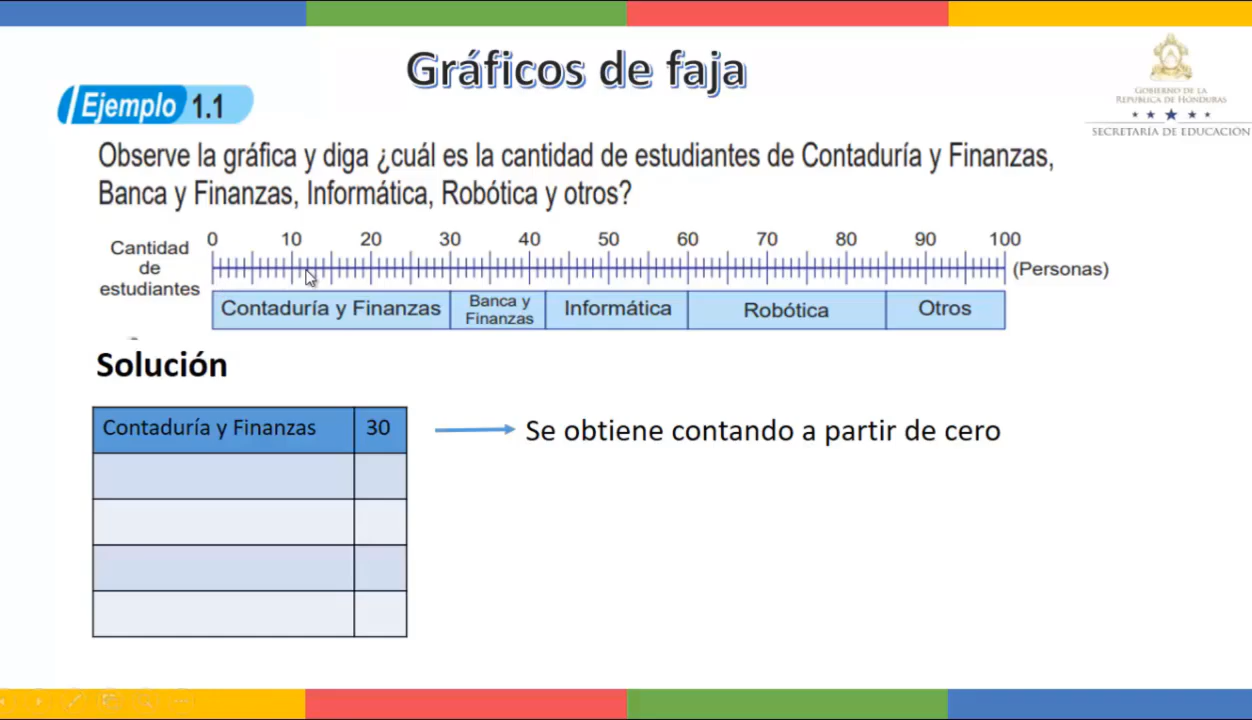 Gráficos de faja
GOBIERNO DE LA
REPÚBLICA DE HONDURAS
SECRETARÍA DE EDUCACIÓN
Ejemplo 1.1
Observe la gráfica y diga ¿cuál es la cantidad de estudiantes de Contaduría y Finanzas,
Banca y Finanzas, Informática, Robótica y otros?
0 10 20 30 40 50 60 70 80 90 100
Cantidad
de
estudiantes
(Personas)
Contaduría y Finanzas
Banca y
Finanzas
Informática
Robótica
Otros
Solución
Contaduría y Finanzas 30
Se obtiene contando a partir de cero